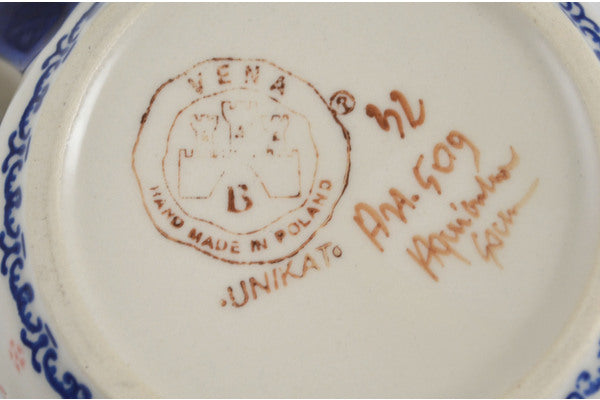 VENA
®
B
HAND MADE IN POLAND
UNIKAT
32
Art. 509